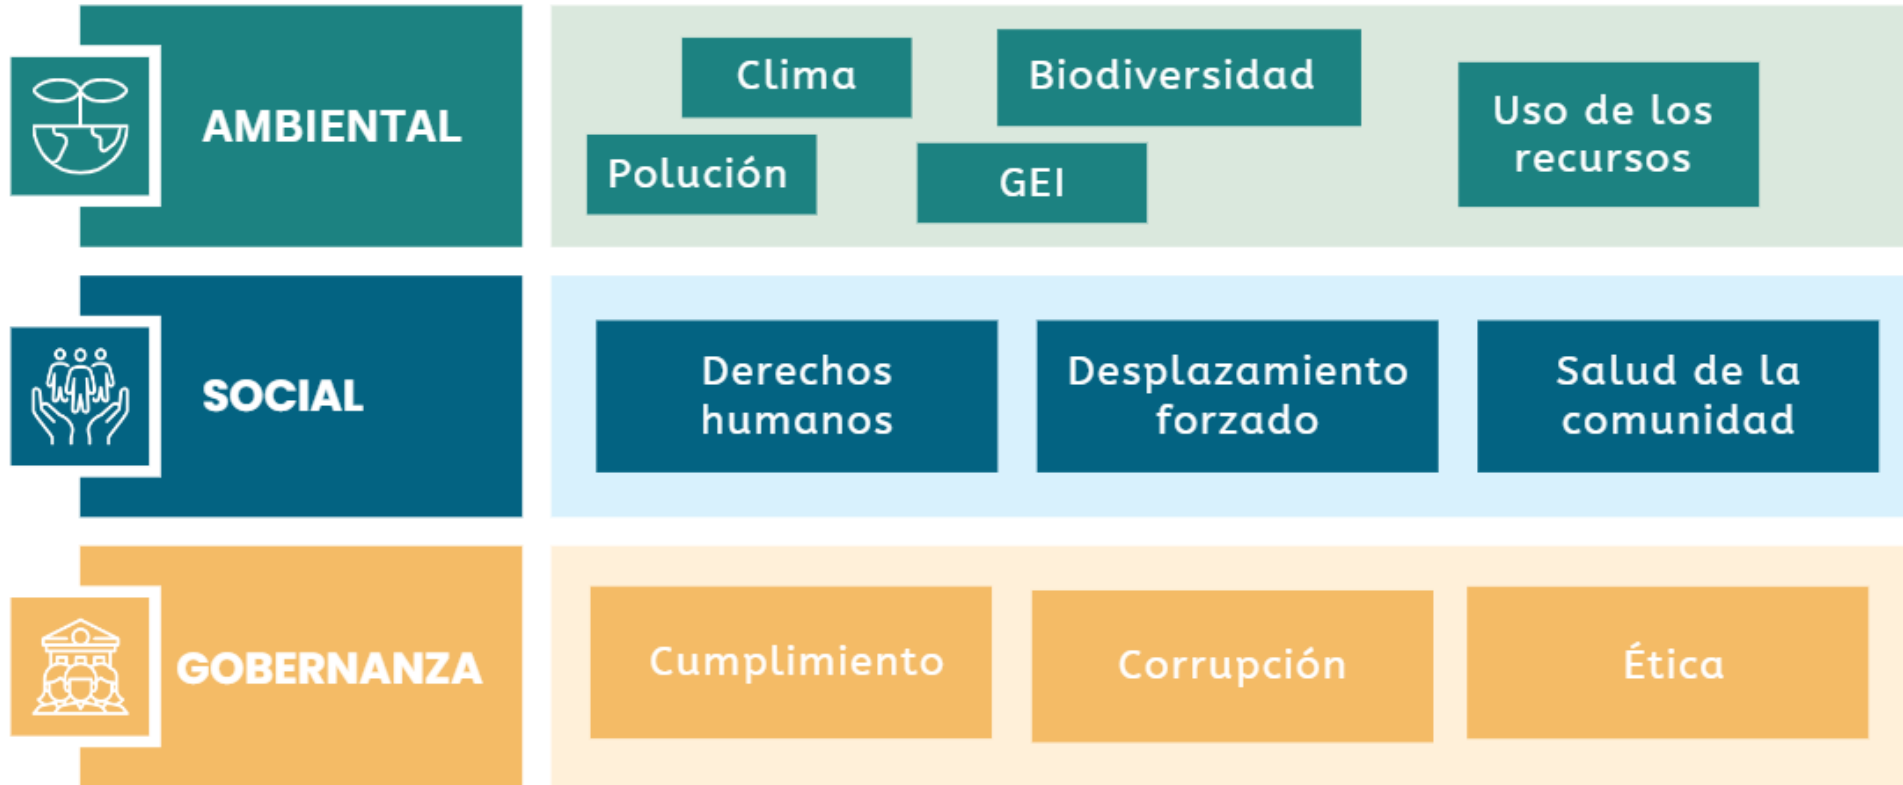 AMBIENTAL
Clima
Biodiversidad
Uso de los
recursos
Polución
GEI
SOCIAL
Derechos
humanos
Desplazamiento
forzado
Salud de la
comunidad
GOBERNANZA
Cumplimiento
Corrupción
Ética